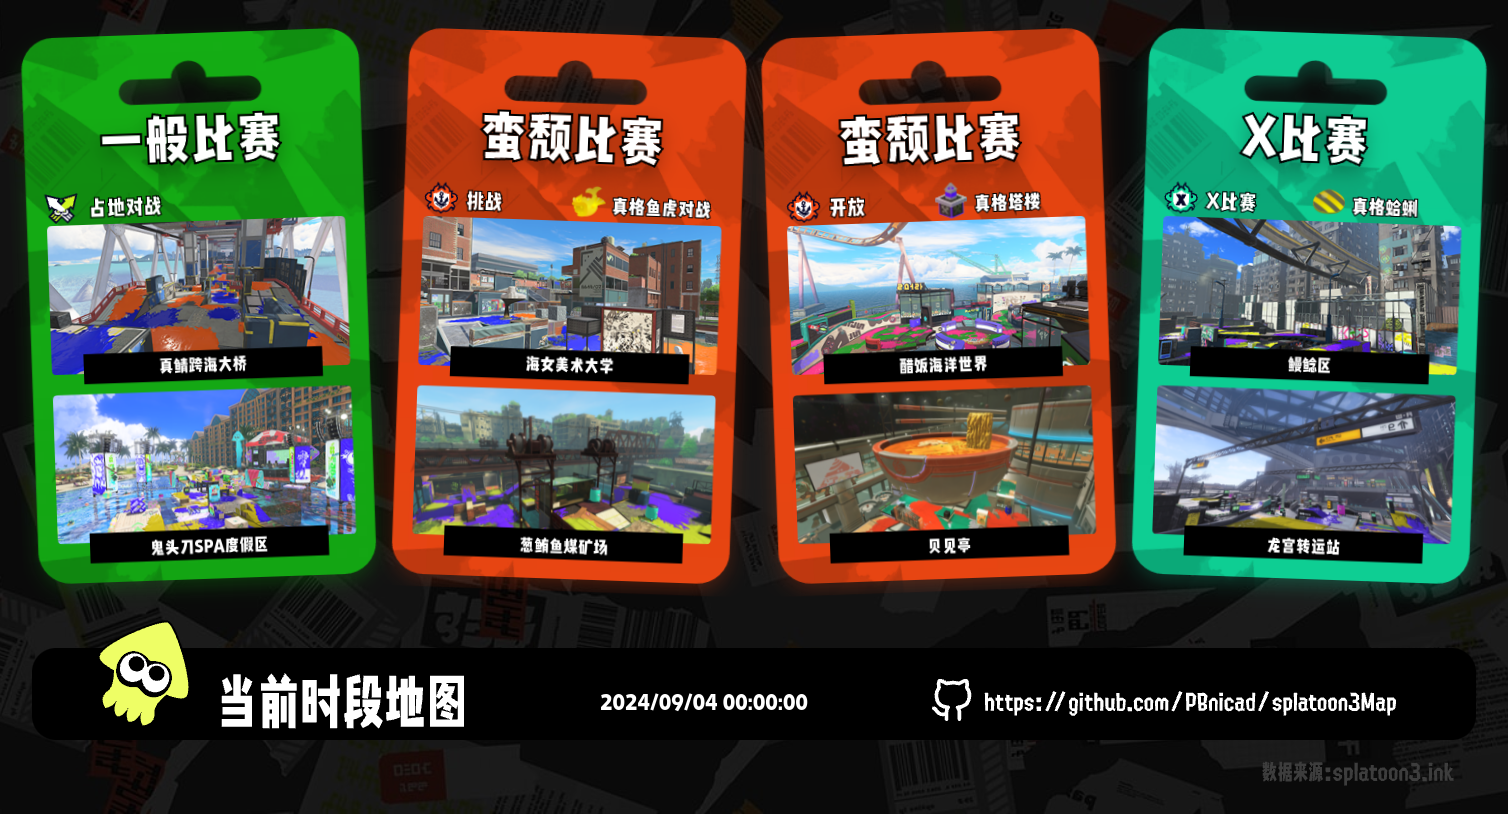 一般比赛
占地对战
真鲭跨海大桥
鬼头刀SPA度假区
蛮颓比赛
挑战
真格鱼虎对战
海女美术大学
葱鲔鱼煤矿场
蛮颓比赛
开放
真格塔楼
醋饭海洋世界
贝见亭
X比赛
X比赛
真格蛤蜊
鳗鲶区
龙宫转运站
当前时段地图
2024/09/04 00:00:00
https://github.com/PBnicad/splatoon3Map
数据来源:splatoon3.ink